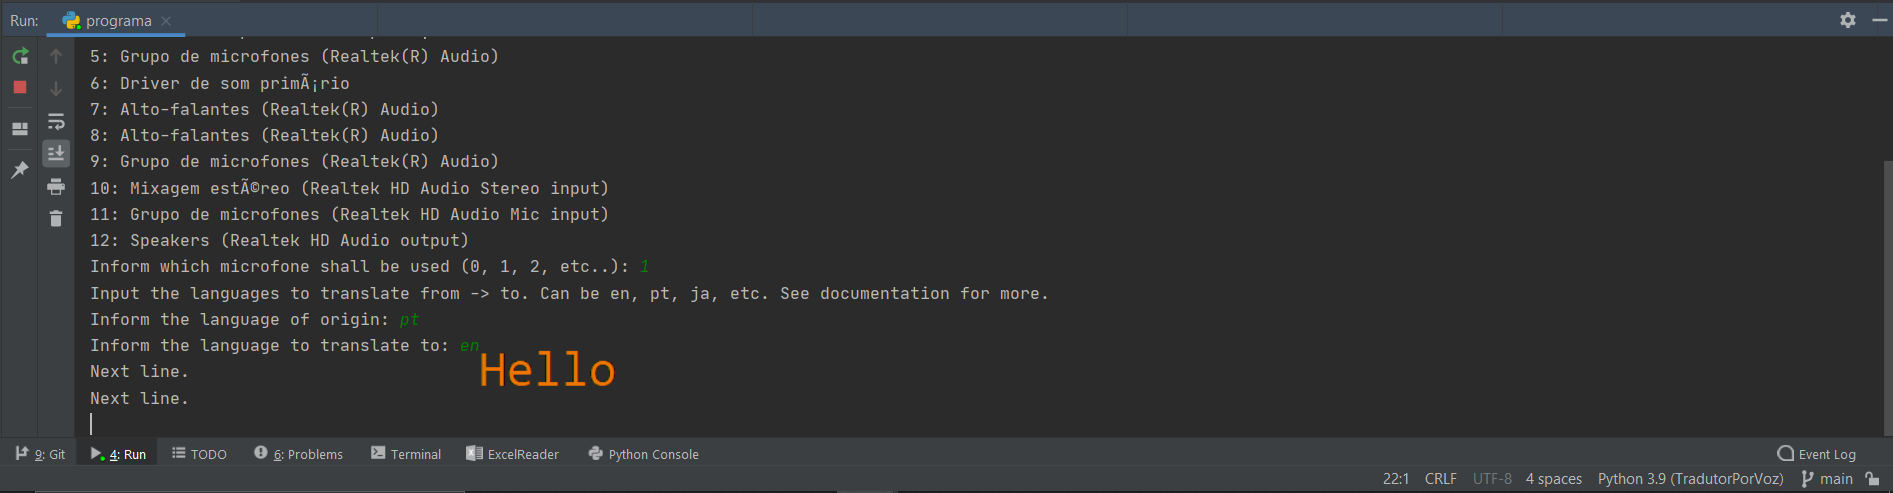 Run: programa
5: Grupo de microfones (Realtek(R) Audio)
6: Driver de som primÃ¡rio
7: Alto-falantes (Realtek(R) Audio)
8: Alto-falantes (Realtek(R) Audio)
9: Grupo de microfones (Realtek(R) Audio)
10: Mixagem estÃ©reo (Realtek HD Audio Stereo input)
11: Grupo de microfones (Realtek HD Audio Mic input)
12: Speakers (Realtek HD Audio output)
Inform which microfone shall be used (0, 1, 2, etc..): 1
Input the languages to translate from -> to. Can be en, pt, ja, etc. See documentation for more.
Inform the language of origin: pt
Inform the language to translate to: en
Hello
Next line.
Next line.
9: Git 4: Run TODO 6: Problems Terminal ExcelReader Python Console Event Log
22:1 CRLF UTF-8 4 spaces Python 3.9 (TradutorPorVoz) main